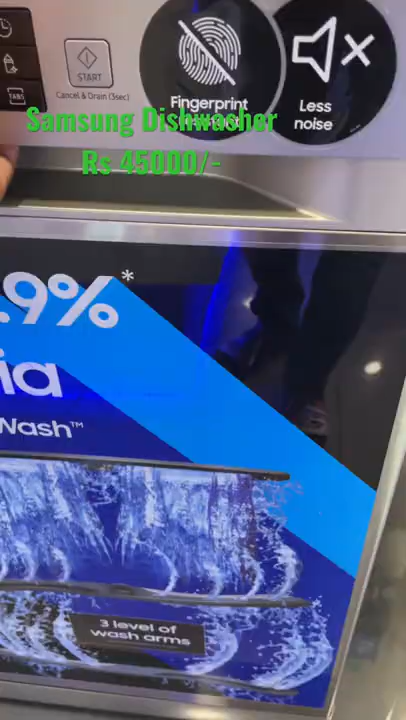 START
Cancel & Drain (3sec)
TABS
Fingerprint
Less
noise
Samsung Dishwasher
Rs 45000/-
.9%*
ia
Wash™
3 level of
wash arms